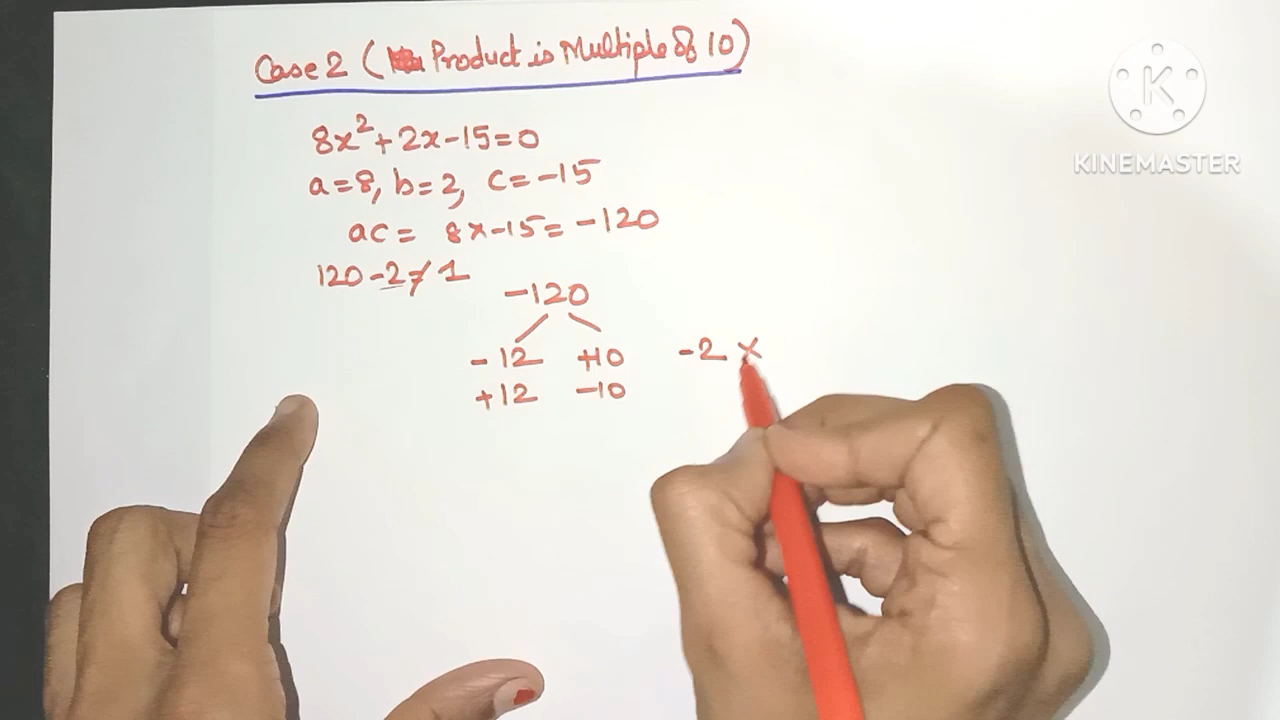 Case 2 ( Product is Multiple of 10)
8x²+2x-15=0
a=8, b=2, c=-15
ac= 8x-15= -120
120-2≠1
-120
-12 +10 -2 x
+12 -10
K
KINEMASTER